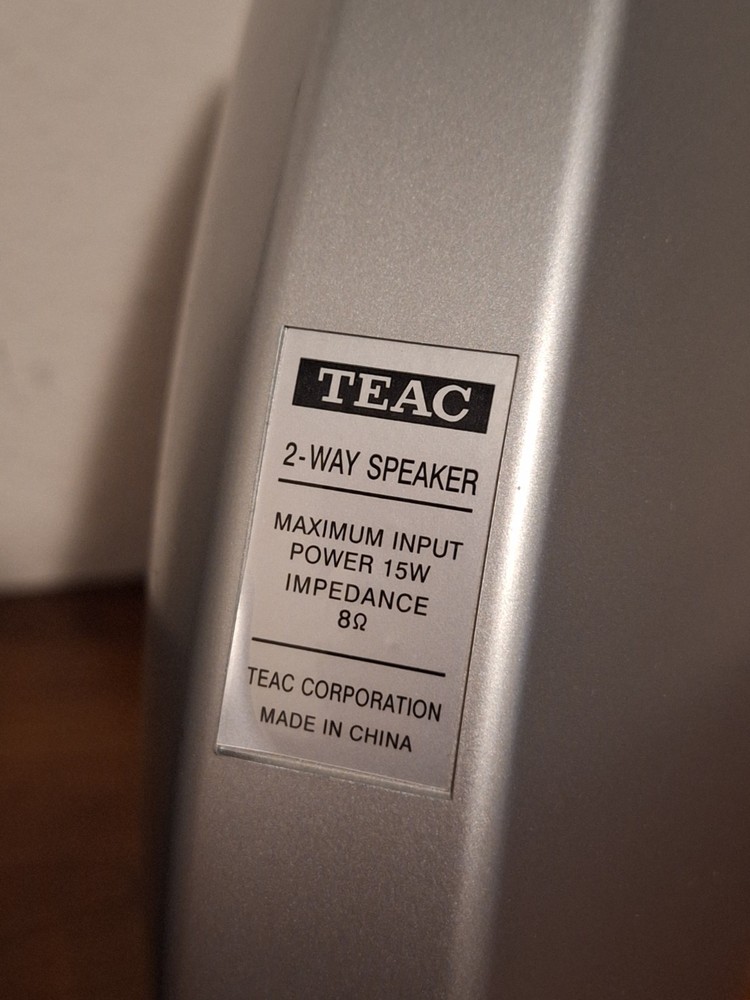 TEAC
2-WAY SPEAKER
MAXIMUM INPUT
POWER 15W
IMPEDANCE
8Ω
TEAC CORPORATION
MADE IN CHINA